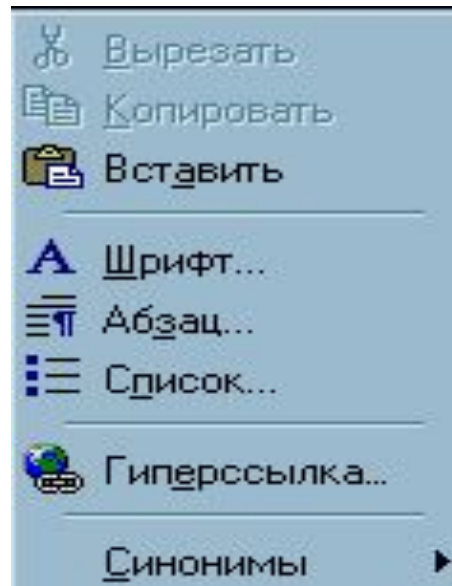 Вырезать
Копировать
Вставить
Шрифт...
Абзац...
Список...
Гиперссылка...
Синонимы